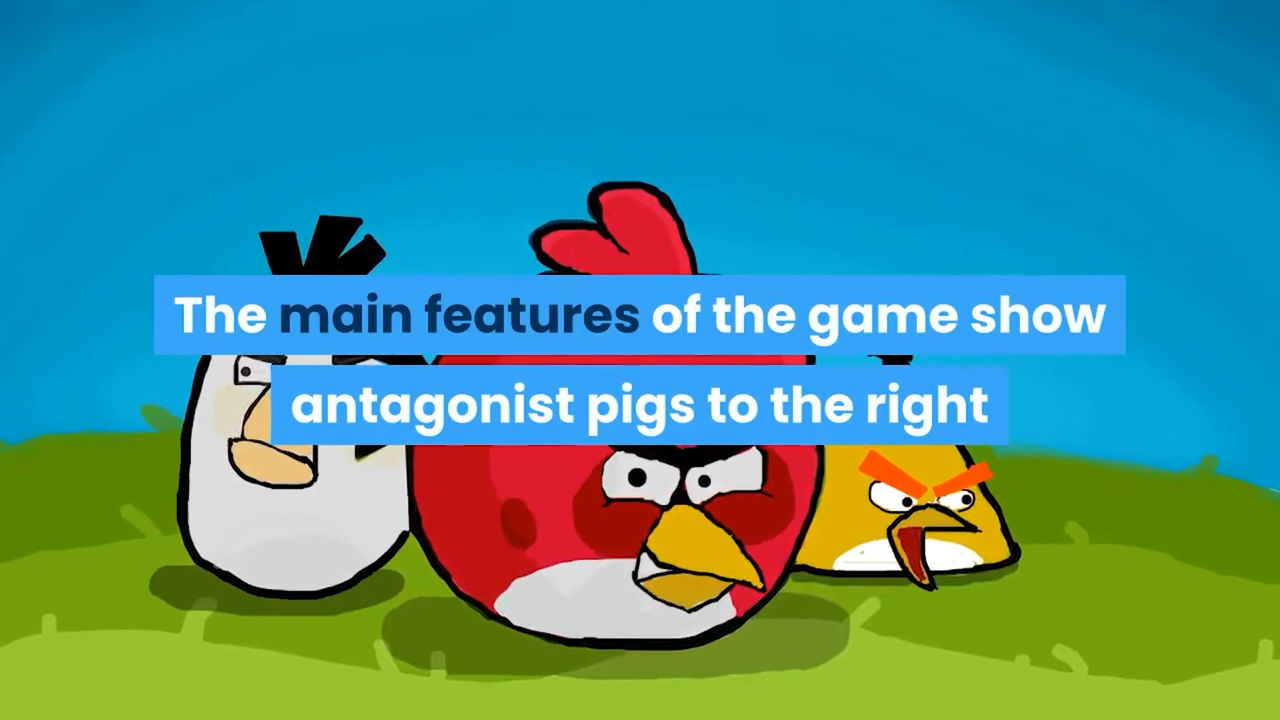 The main features of the game show
antagonist pigs to the right